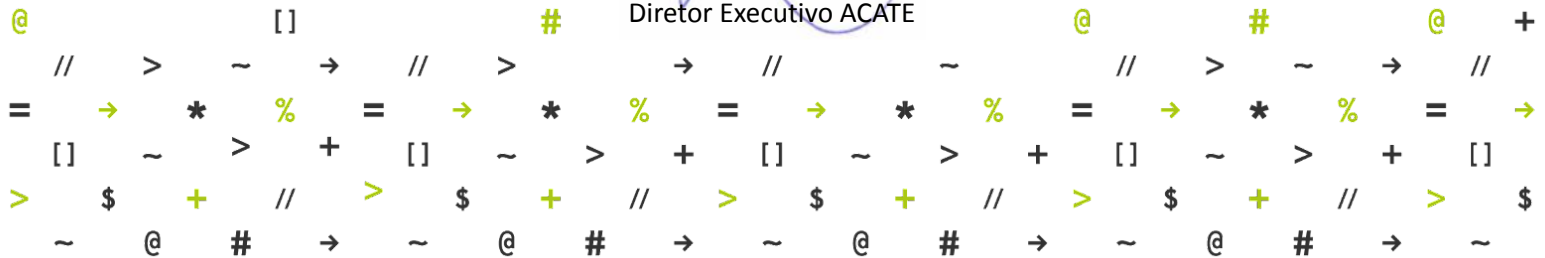 Diretor Executivo ACATE
@ [] # @ # @ +
// > ~ → // > → // ~ // > ~ → //
= → * % = → * % = → * % = → * % = →
[] ~ > + [] ~ > + [] ~ > + [] ~ > + []
> $ + // > $ + // > $ + // > $ + // > $
~ @ # → ~ @ # → ~ @ # → ~ @ # → ~